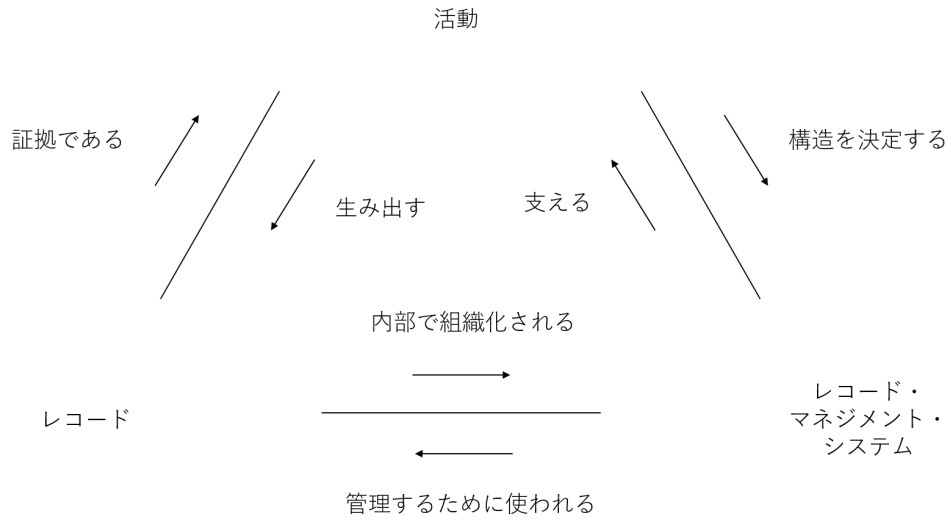 活動
証拠である
構造を決定する
生み出す
支える
内部で組織化される
レコード
レコード・
マネジメント・
システム
管理するために使われる